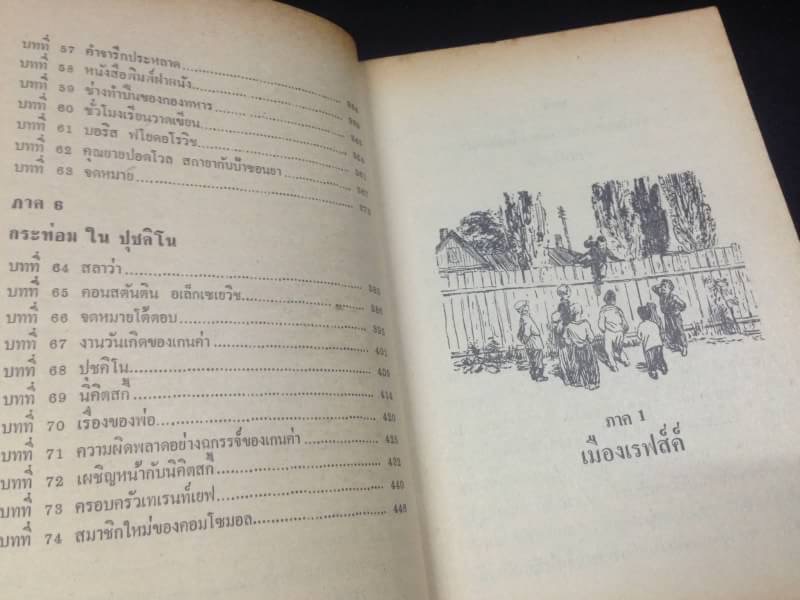 บทที่ 57 คำจารึกประหลาด
บทที่ 58 หนังสือพิมพ์ฝาผนัง
บทที่ 59 ช่างทำปืนของกองทหาร
บทที่ 60 ชั่วโมงเรียนวาดเขียน
บทที่ 61 บอริส ฟโยดอโรวิช
บทที่ 62 คุณยายปอดโวล สกายากับป้าซอนยา
บทที่ 63 จดหมาย
ภาค 6
กระท่อม ใน ปุชคิโน
บทที่ 64 สลาว่า
บทที่ 65 คอนสตันติน อเล็กเซเยวิช
บทที่ 66 จดหมายโต้ตอบ 395
บทที่ 67 งานวันเกิดของเกนค่า 401
บทที่ 68 ปุชคิโน 408
บทที่ 69 นิคิตสกี้ 414
บทที่ 70 เรื่องของพ่อ 420
บทที่ 71 ความผิดพลาดอย่างฉกรรจ์ของเกนค่า 425
บทที่ 72 เผชิญหน้ากับนิคิตสกี้ 432
บทที่ 73 ครอบครัวเทเรนท์เยฟ 440
บทที่ 74 สมาชิกใหม่ของคอมโซมอล 448
ภาค 1
เมืองเรฟส์ค์